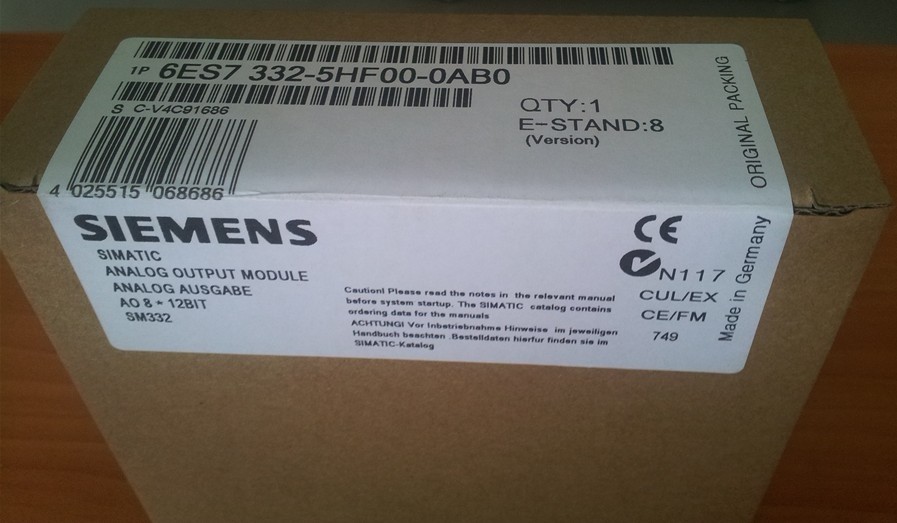 1P 6ES7 332-5HF00-0AB0
S C-V4C91686
QTY:1
E-STAND:8
(Version)
ORIGINAL PACKING
4 025515 068686
SIEMENS
SIMATIC
ANALOG OUTPUT MODULE
ANALOG AUSGABE
AO 8 * 12BIT
SM332
Caution! Please read the notes in the relevant manual
before system startup. The SIMATIC catalog contains
ordering data for the manuals
ACHTUNG! Vor Inbetriebnahme Hinweise im jeweiligen
Handbuch beachten .Bestelldaten hierfur finden sie im
SIMATIC-Katalog
CE
N117
CUL/EX
CE/FM
749
Made in Germany